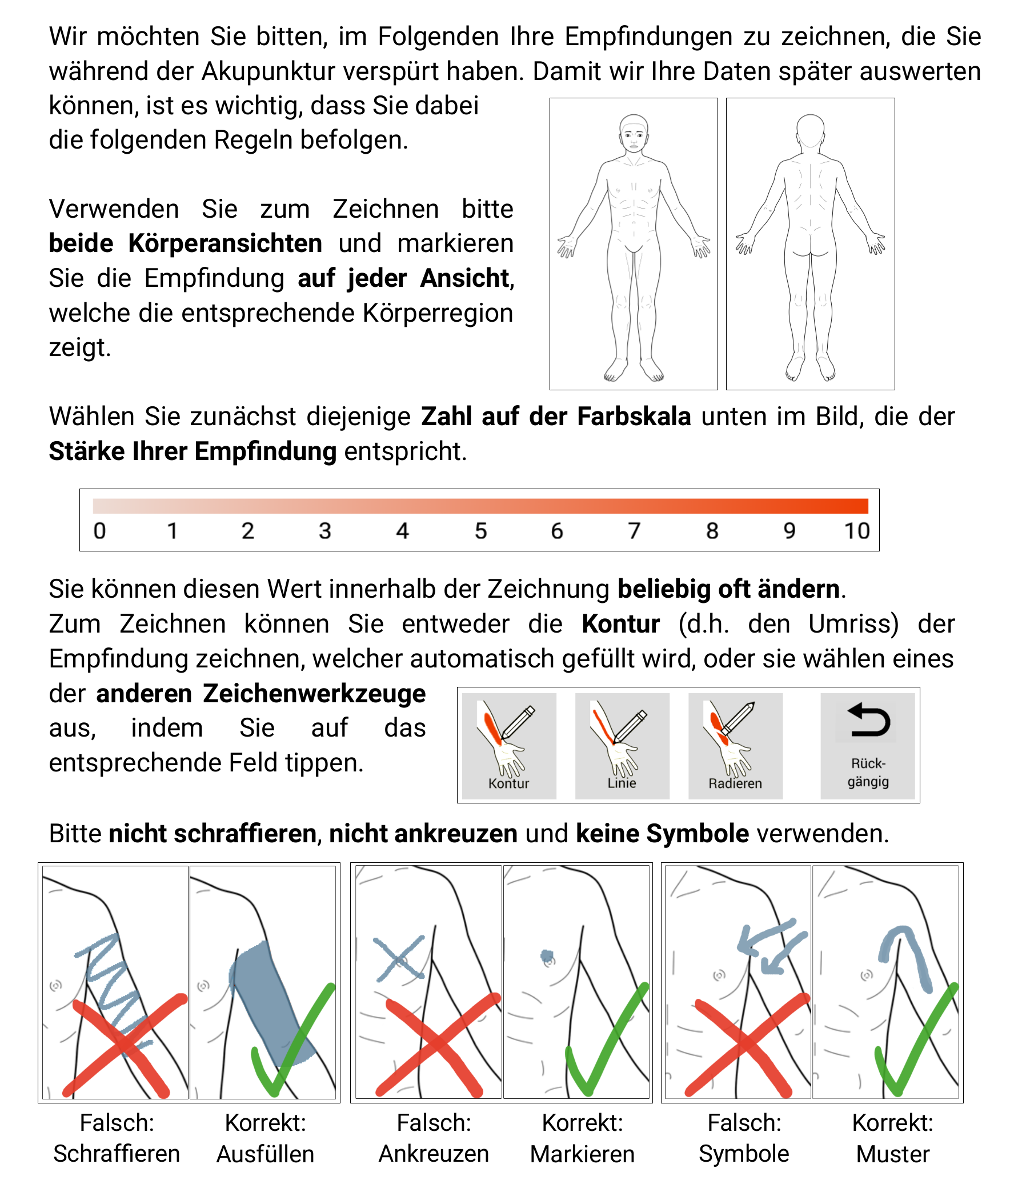 Wir möchten Sie bitten, im Folgenden Ihre Empfindungen zu zeichnen, die Sie
während der Akupunktur verspürt haben. Damit wir Ihre Daten später auswerten
können, ist es wichtig, dass Sie dabei
die folgenden Regeln befolgen.
Verwenden Sie zum Zeichnen bitte
beide Körperansichten und markieren
Sie die Empfindung auf jeder Ansicht,
welche die entsprechende Körperregion
zeigt.
Wählen Sie zunächst diejenige Zahl auf der Farbskala unten im Bild, die der
Stärke Ihrer Empfindung entspricht.
0 1 2 3 4 5 6 7 8 9 10
Sie können diesen Wert innerhalb der Zeichnung beliebig oft ändern.
Zum Zeichnen können Sie entweder die Kontur (d.h. den Umriss) der
Empfindung zeichnen, welcher automatisch gefüllt wird, oder sie wählen eines
der anderen Zeichenwerkzeuge
aus, indem Sie auf das
entsprechende Feld tippen.
Kontur Linie Radieren Rück-
gängig
Bitte nicht schraffieren, nicht ankreuzen und keine Symbole verwenden.
Falsch: Korrekt: Falsch: Korrekt: Falsch: Korrekt:
Schraffieren Ausfüllen Ankreuzen Markieren Symbole Muster